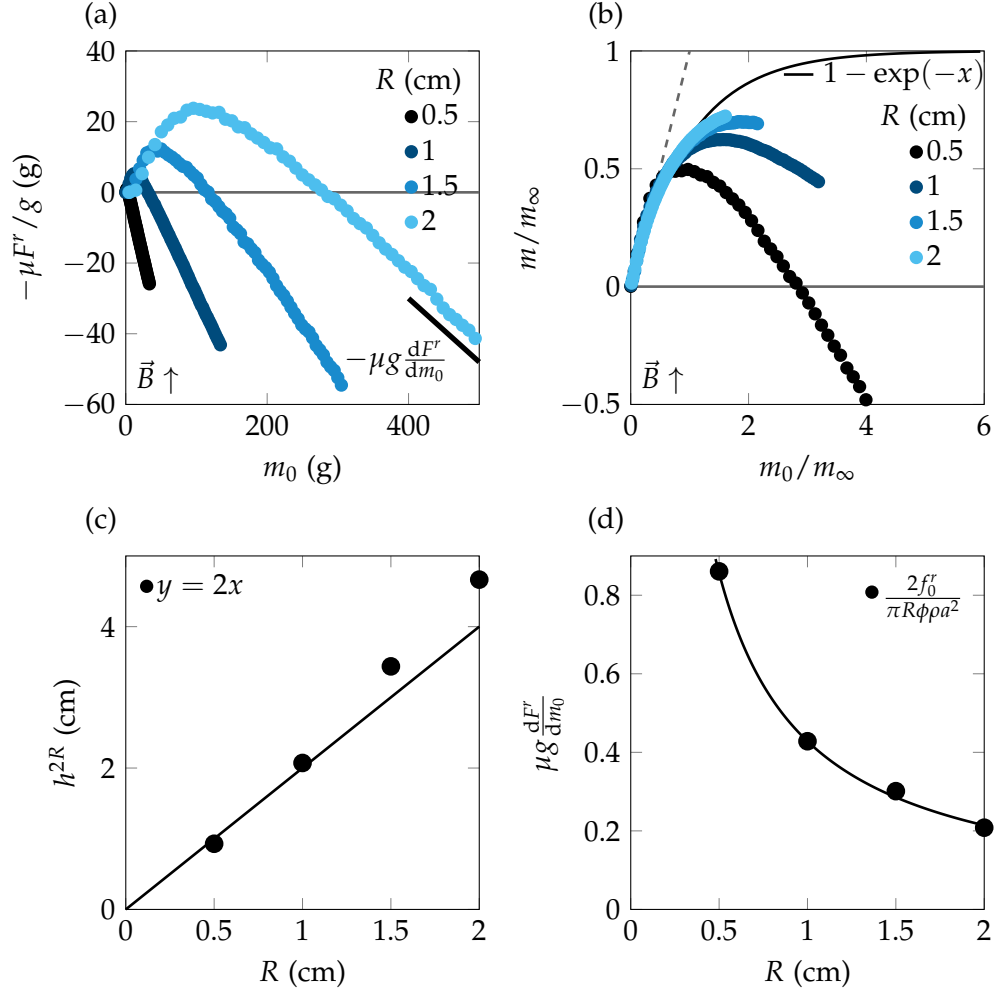 (a)
40
20
0
−20
−40
−60
−μF^r/g (g)
0
200
400
m_0 (g)
R (cm)
0.5
1
1.5
2
B⃗ ↑
−μg dF^r/dm_0
(b)
1
0.5
0
−0.5
m/m_∞
0
2
4
6
m_0/m_∞
1 − exp(−x)
R (cm)
0.5
1
1.5
2
B⃗ ↑
(c)
4
2
0
h^{2R} (cm)
0
0.5
1
1.5
2
R (cm)
y = 2x
(d)
0.8
0.6
0.4
0.2
0
μg dF^r/dm_0
0
0.5
1
1.5
2
R (cm)
2f_0^r/πRϕρa^2